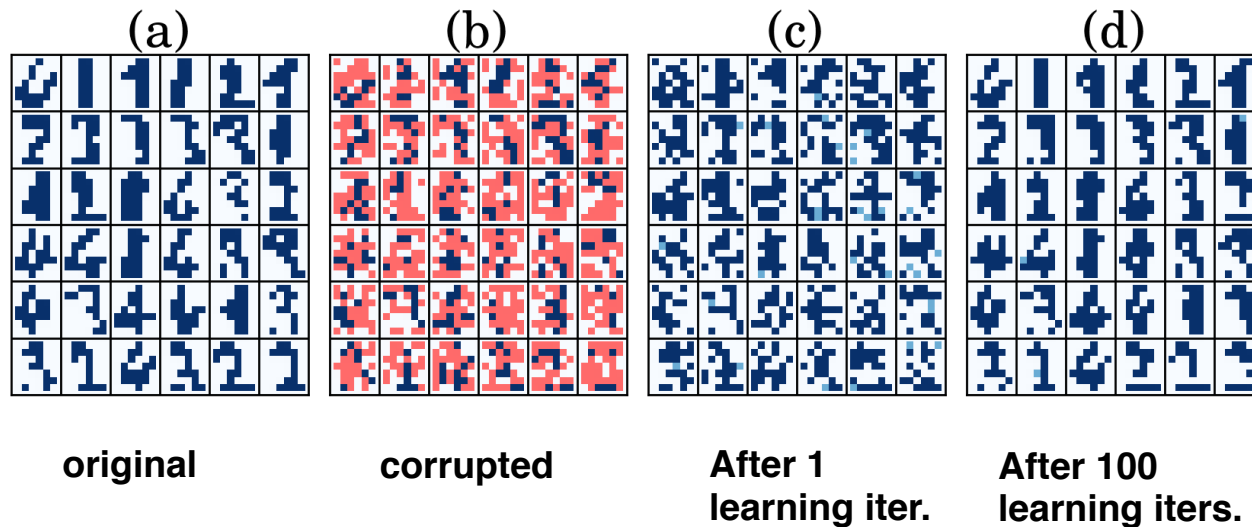 (a) (b) (c) (d)
original corrupted After 1 After 100
learning iter. learning iters.